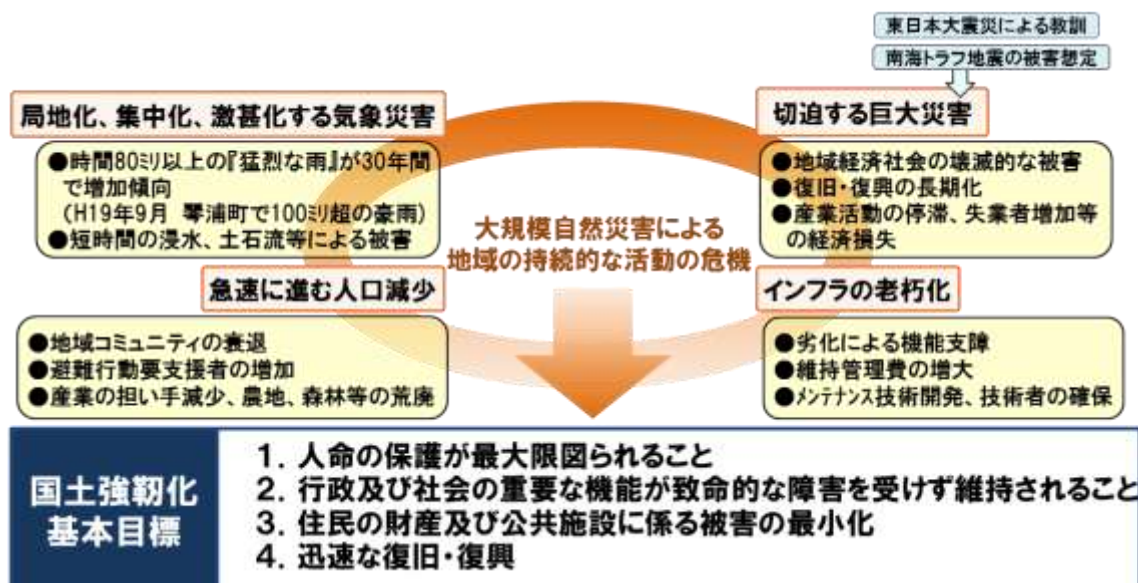 東日本大震災による教訓
南海トラフ地震の被害想定
局地化、集中化、激甚化する気象災害
●時間80ミリ以上の『猛烈な雨』が30年間
で増加傾向
(H19年9月 琴浦町で100ミリ超の豪雨)
●短時間の浸水、土石流等による被害
切迫する巨大災害
●地域経済社会の壊滅的な被害
●復旧・復興の長期化
●産業活動の停滞、失業者増加等
の経済損失
大規模自然災害による
地域の持続的な活動の危機
急速に進む人口減少
●地域コミュニティの衰退
●避難行動要支援者の増加
●産業の担い手減少、農地、森林等の荒廃
インフラの老朽化
●劣化による機能支障
●維持管理費の増大
●メンテナンス技術開発、技術者の確保
国土強靭化
基本目標
1. 人命の保護が最大限図られること
2. 行政及び社会の重要な機能が致命的な障害を受けず維持されること
3. 住民の財産及び公共施設に係る被害の最小化
4. 迅速な復旧・復興